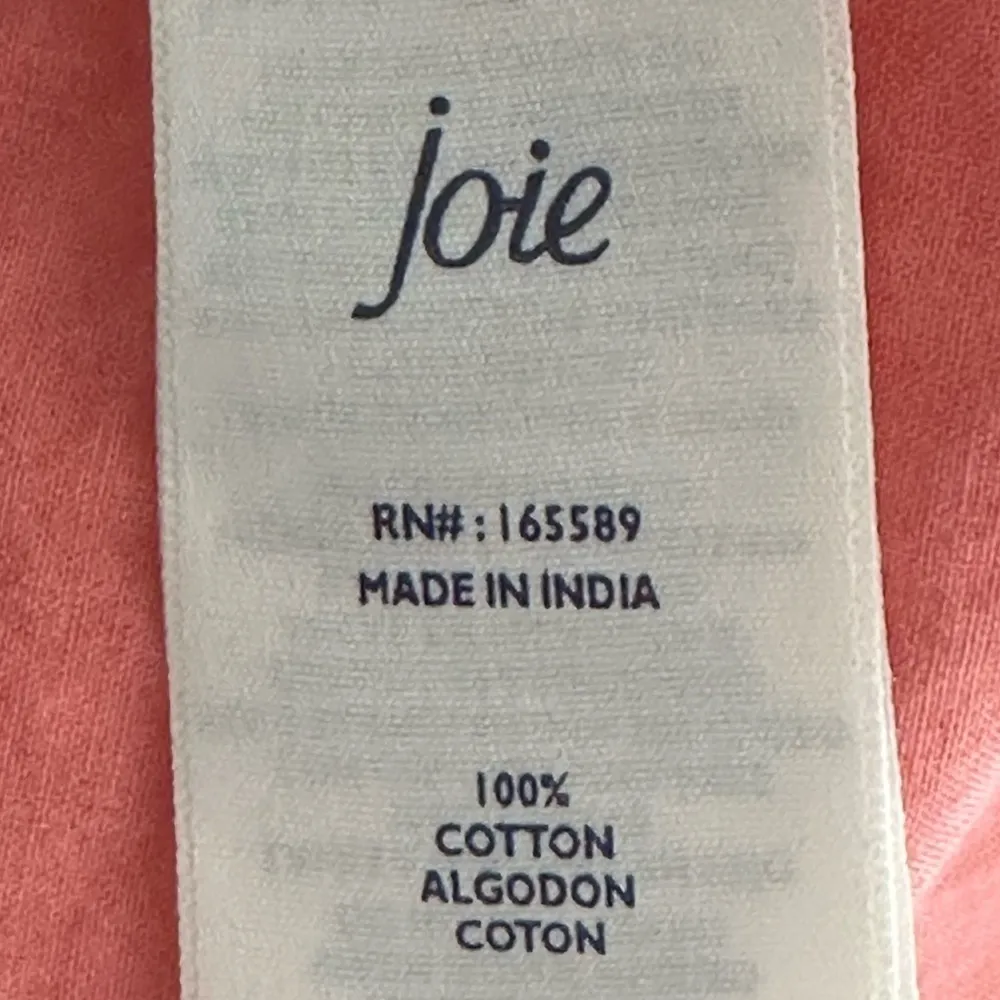 joie
RN# : 165589
MADE IN INDIA
100%
COTTON
ALGODON
COTON